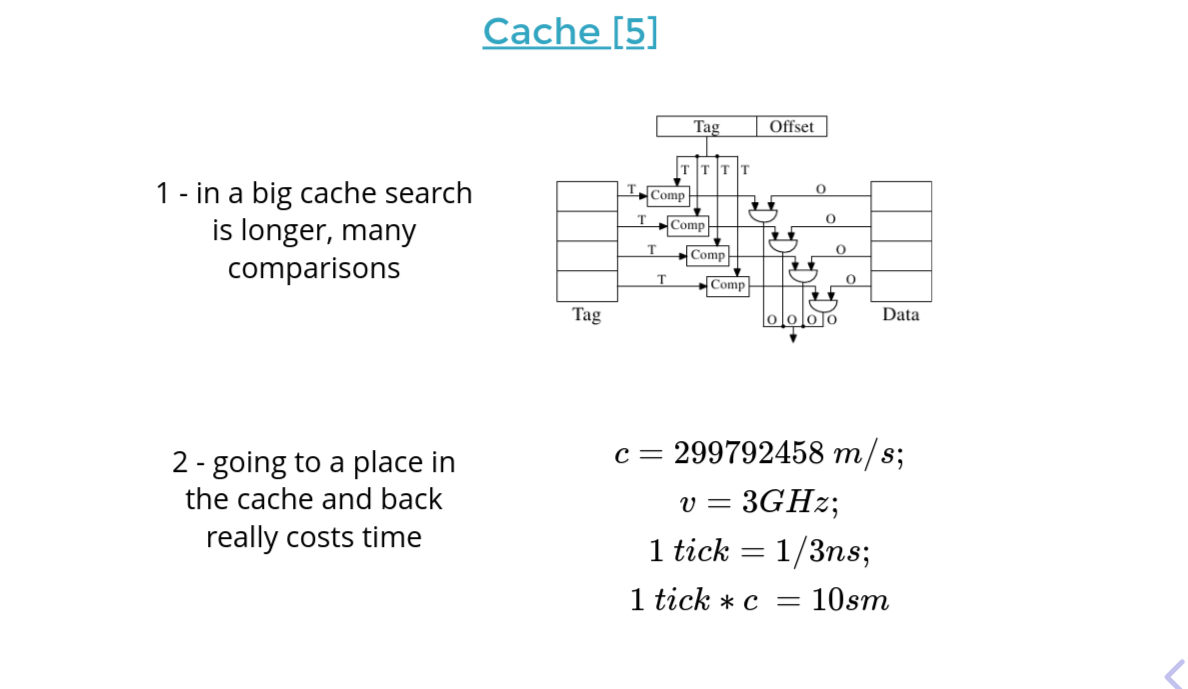 Cache [5]
Tag Offset
T T T T
1 - in a big cache search
is longer, many
comparisons
T Comp O
T Comp O
T Comp O
T Comp O
O O O O
Tag Data
2 - going to a place in
the cache and back
really costs time
c = 299792458 m/s;
v = 3GHz;
1 tick = 1/3ns;
1 tick * c = 10sm